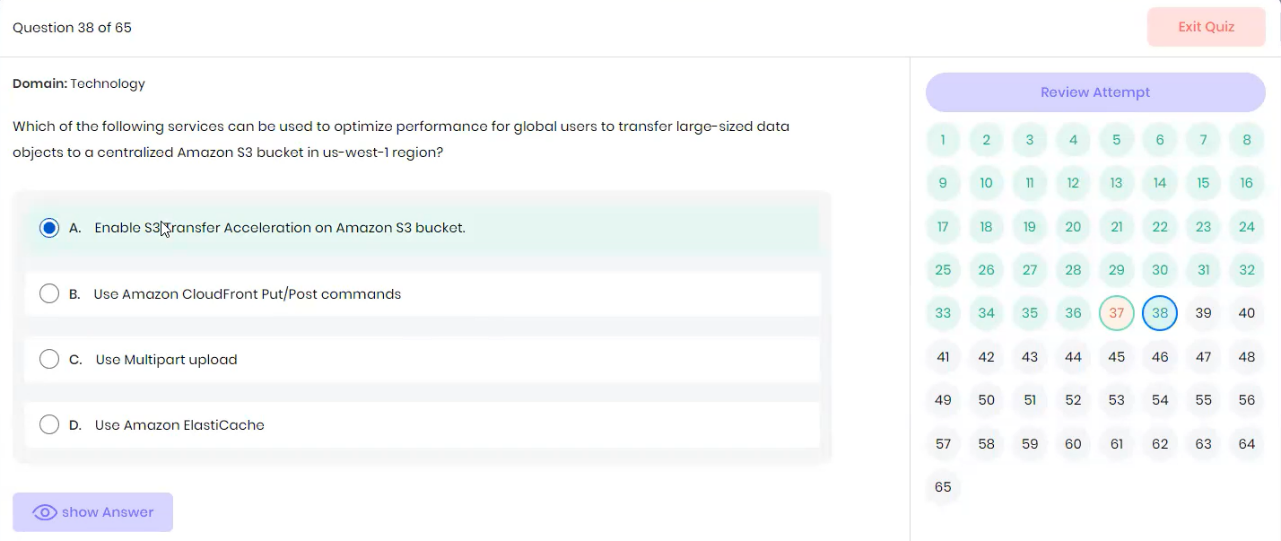 Question 38 of 65
Exit Quiz
Domain: Technology
Which of the following services can be used to optimize performance for global users to transfer large-sized data
objects to a centralized Amazon S3 bucket in us-west-1 region?
A. Enable S3 Transfer Acceleration on Amazon S3 bucket.
B. Use Amazon CloudFront Put/Post commands
C. Use Multipart upload
D. Use Amazon ElastiCache
show Answer
Review Attempt
1 2 3 4 5 6 7 8
9 10 11 12 13 14 15 16
17 18 19 20 21 22 23 24
25 26 27 28 29 30 31 32
33 34 35 36 37 38 39 40
41 42 43 44 45 46 47 48
49 50 51 52 53 54 55 56
57 58 59 60 61 62 63 64
65